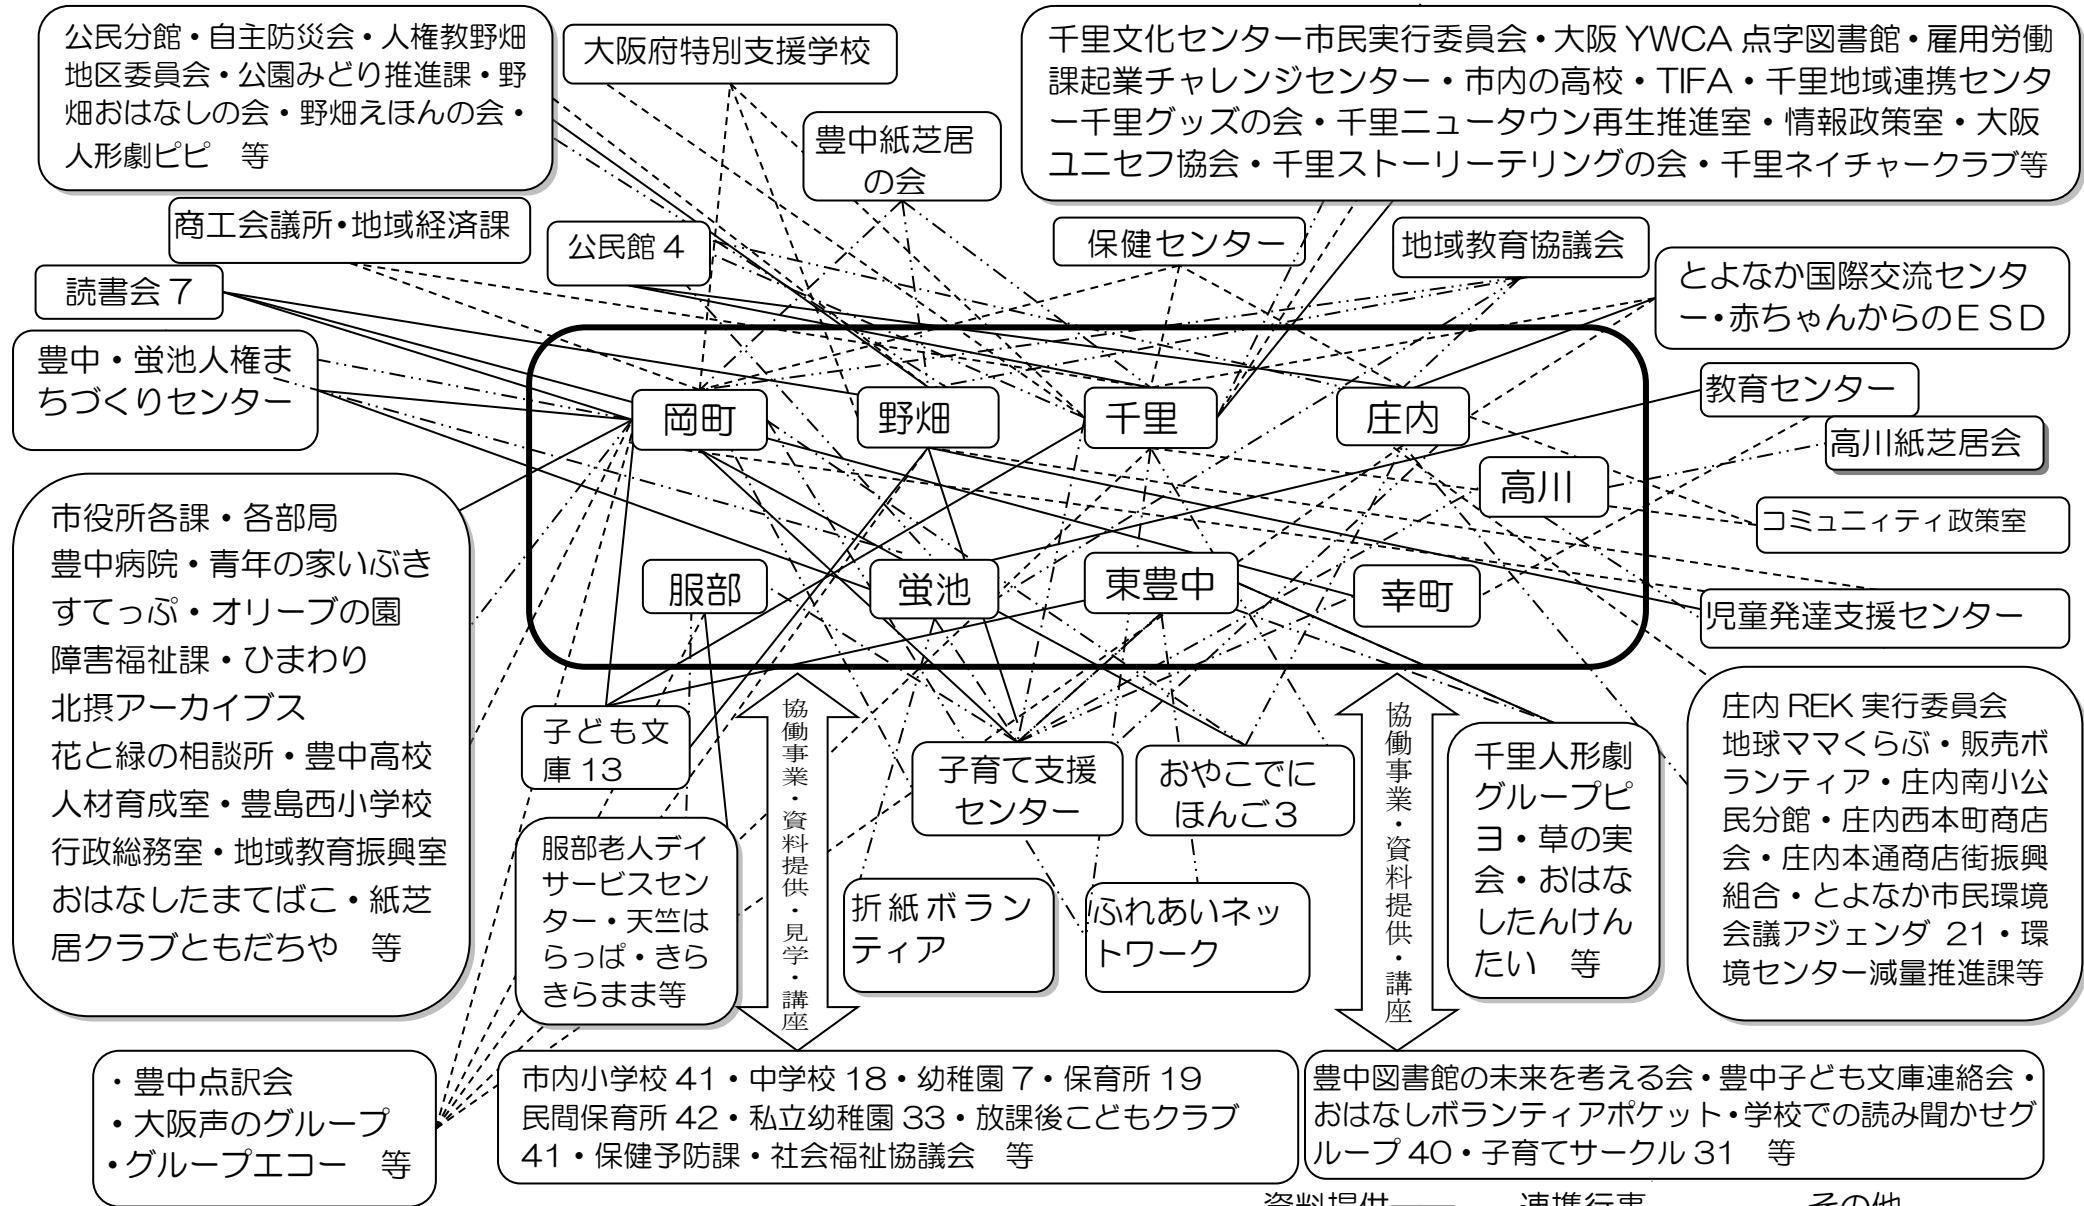 公民分館・自主防災会・人権教野畑
地区委員会・公園みどり推進課・野
畑おはなしの会・野畑えほんの会・
人形劇ピピ　等
大阪府特別支援学校
豊中紙芝居
の会
千里文化センター市民実行委員会・大阪 YWCA 点字図書館・雇用労働
課起業チャレンジセンター・市内の高校・TIFA・千里地域連携センタ
ー千里グッズの会・千里ニュータウン再生推進室・情報政策室・大阪
ユニセフ協会・千里ストーリーテリングの会・千里ネイチャークラブ等
商工会議所・地域経済課
公民館 4
保健センター
地域教育協議会
とよなか国際交流センタ
ー・赤ちゃんからのＥＳＤ
読書会 7
豊中・蛍池人権ま
ちづくりセンター
教育センター
高川紙芝居会
岡町
野畑
千里
庄内
高川
コミュニィティ政策室
服部
蛍池
東豊中
幸町
児童発達支援センター
市役所各課・各部局
豊中病院・青年の家いぶき
すてっぷ・オリーブの園
障害福祉課・ひまわり
北摂アーカイブス
花と緑の相談所・豊中高校
人材育成室・豊島西小学校
行政総務室・地域教育振興室
おはなしたまてばこ・紙芝
居クラブともだちや　等
子ども文
庫 13
協働事業・資料提供・見学・講座
子育て支援
センター
おやこでに
ほんご３
協働事業・資料提供・講座
千里人形劇
グループピ
ヨ・草の実
会・おはな
したんけん
たい　等
庄内 REK 実行委員会
地球ママくらぶ・販売ボ
ランティア・庄内南小公
民分館・庄内西本町商店
会・庄内本通商店街振興
組合・とよなか市民環境
会議アジェンダ 21・環
境センター減量推進課等
服部老人デイ
サービスセン
ター・天竺は
らっぱ・きら
きらまま等
折紙ボラン
ティア
ふれあいネッ
トワーク
・豊中点訳会
・大阪声のグループ
・グループエコー　等
市内小学校 41・中学校 18・幼稚園 7・保育所 19
民間保育所 42・私立幼稚園 33・放課後こどもクラブ
41・保健予防課・社会福祉協議会　等
豊中図書館の未来を考える会・豊中子ども文庫連絡会・
おはなしボランティアポケット・学校での読み聞かせグ
ループ 40・子育てサークル 31　等
資料提供　連携行事　その他